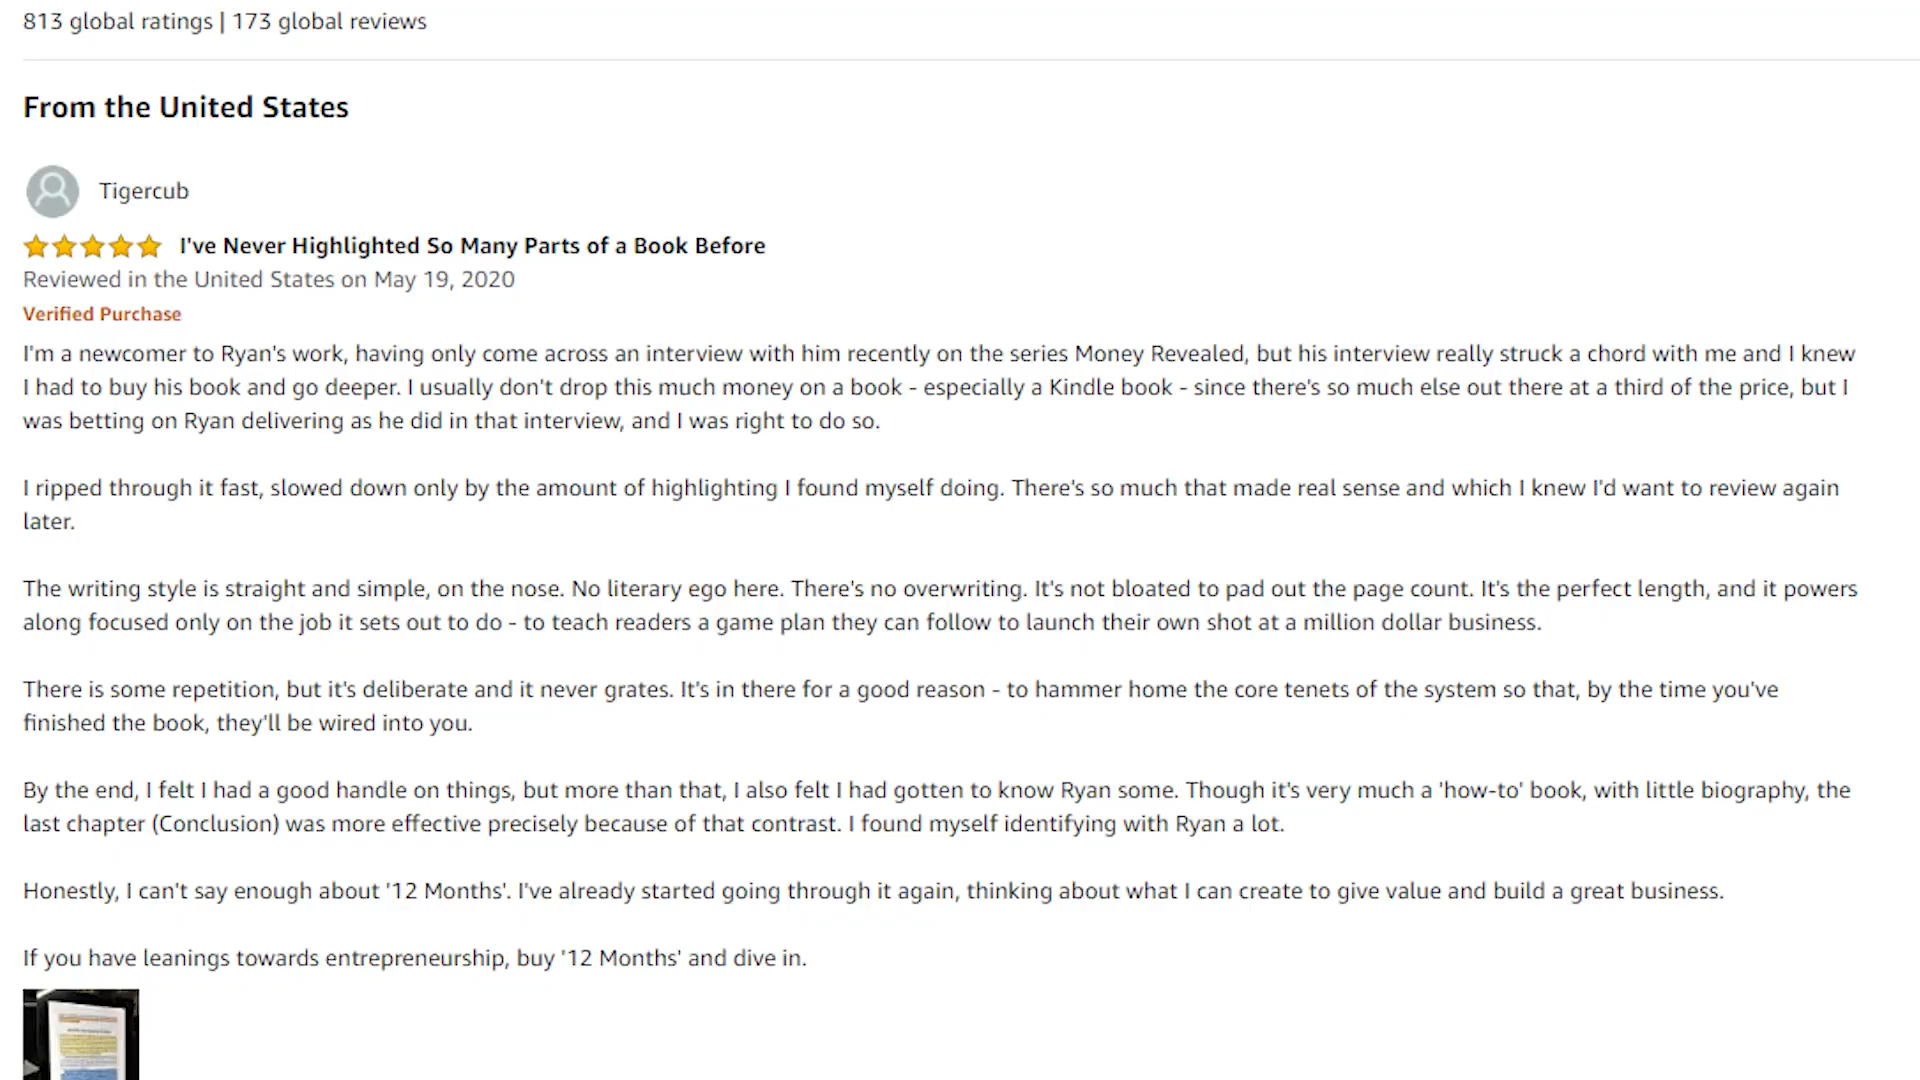 813 global ratings | 173 global reviews
From the United States
Tigercub
I've Never Highlighted So Many Parts of a Book Before
Reviewed in the United States on May 19, 2020
Verified Purchase
I'm a newcomer to Ryan's work, having only come across an interview with him recently on the series Money Revealed, but his interview really struck a chord with me and I knew
I had to buy his book and go deeper. I usually don't drop this much money on a book - especially a Kindle book - since there's so much else out there at a third of the price, but I
was betting on Ryan delivering as he did in that interview, and I was right to do so.
I ripped through it fast, slowed down only by the amount of highlighting I found myself doing. There's so much that made real sense and which I knew I'd want to review again
later.
The writing style is straight and simple, on the nose. No literary ego here. There's no overwriting. It's not bloated to pad out the page count. It's the perfect length, and it powers
along focused only on the job it sets out to do - to teach readers a game plan they can follow to launch their own shot at a million dollar business.
There is some repetition, but it's deliberate and it never grates. It's in there for a good reason - to hammer home the core tenets of the system so that, by the time you've
finished the book, they'll be wired into you.
By the end, I felt I had a good handle on things, but more than that, I also felt I had gotten to know Ryan some. Though it's very much a 'how-to' book, with little biography, the
last chapter (Conclusion) was more effective precisely because of that contrast. I found myself identifying with Ryan a lot.
Honestly, I can't say enough about '12 Months'. I've already started going through it again, thinking about what I can create to give value and build a great business.
If you have leanings towards entrepreneurship, buy '12 Months' and dive in.